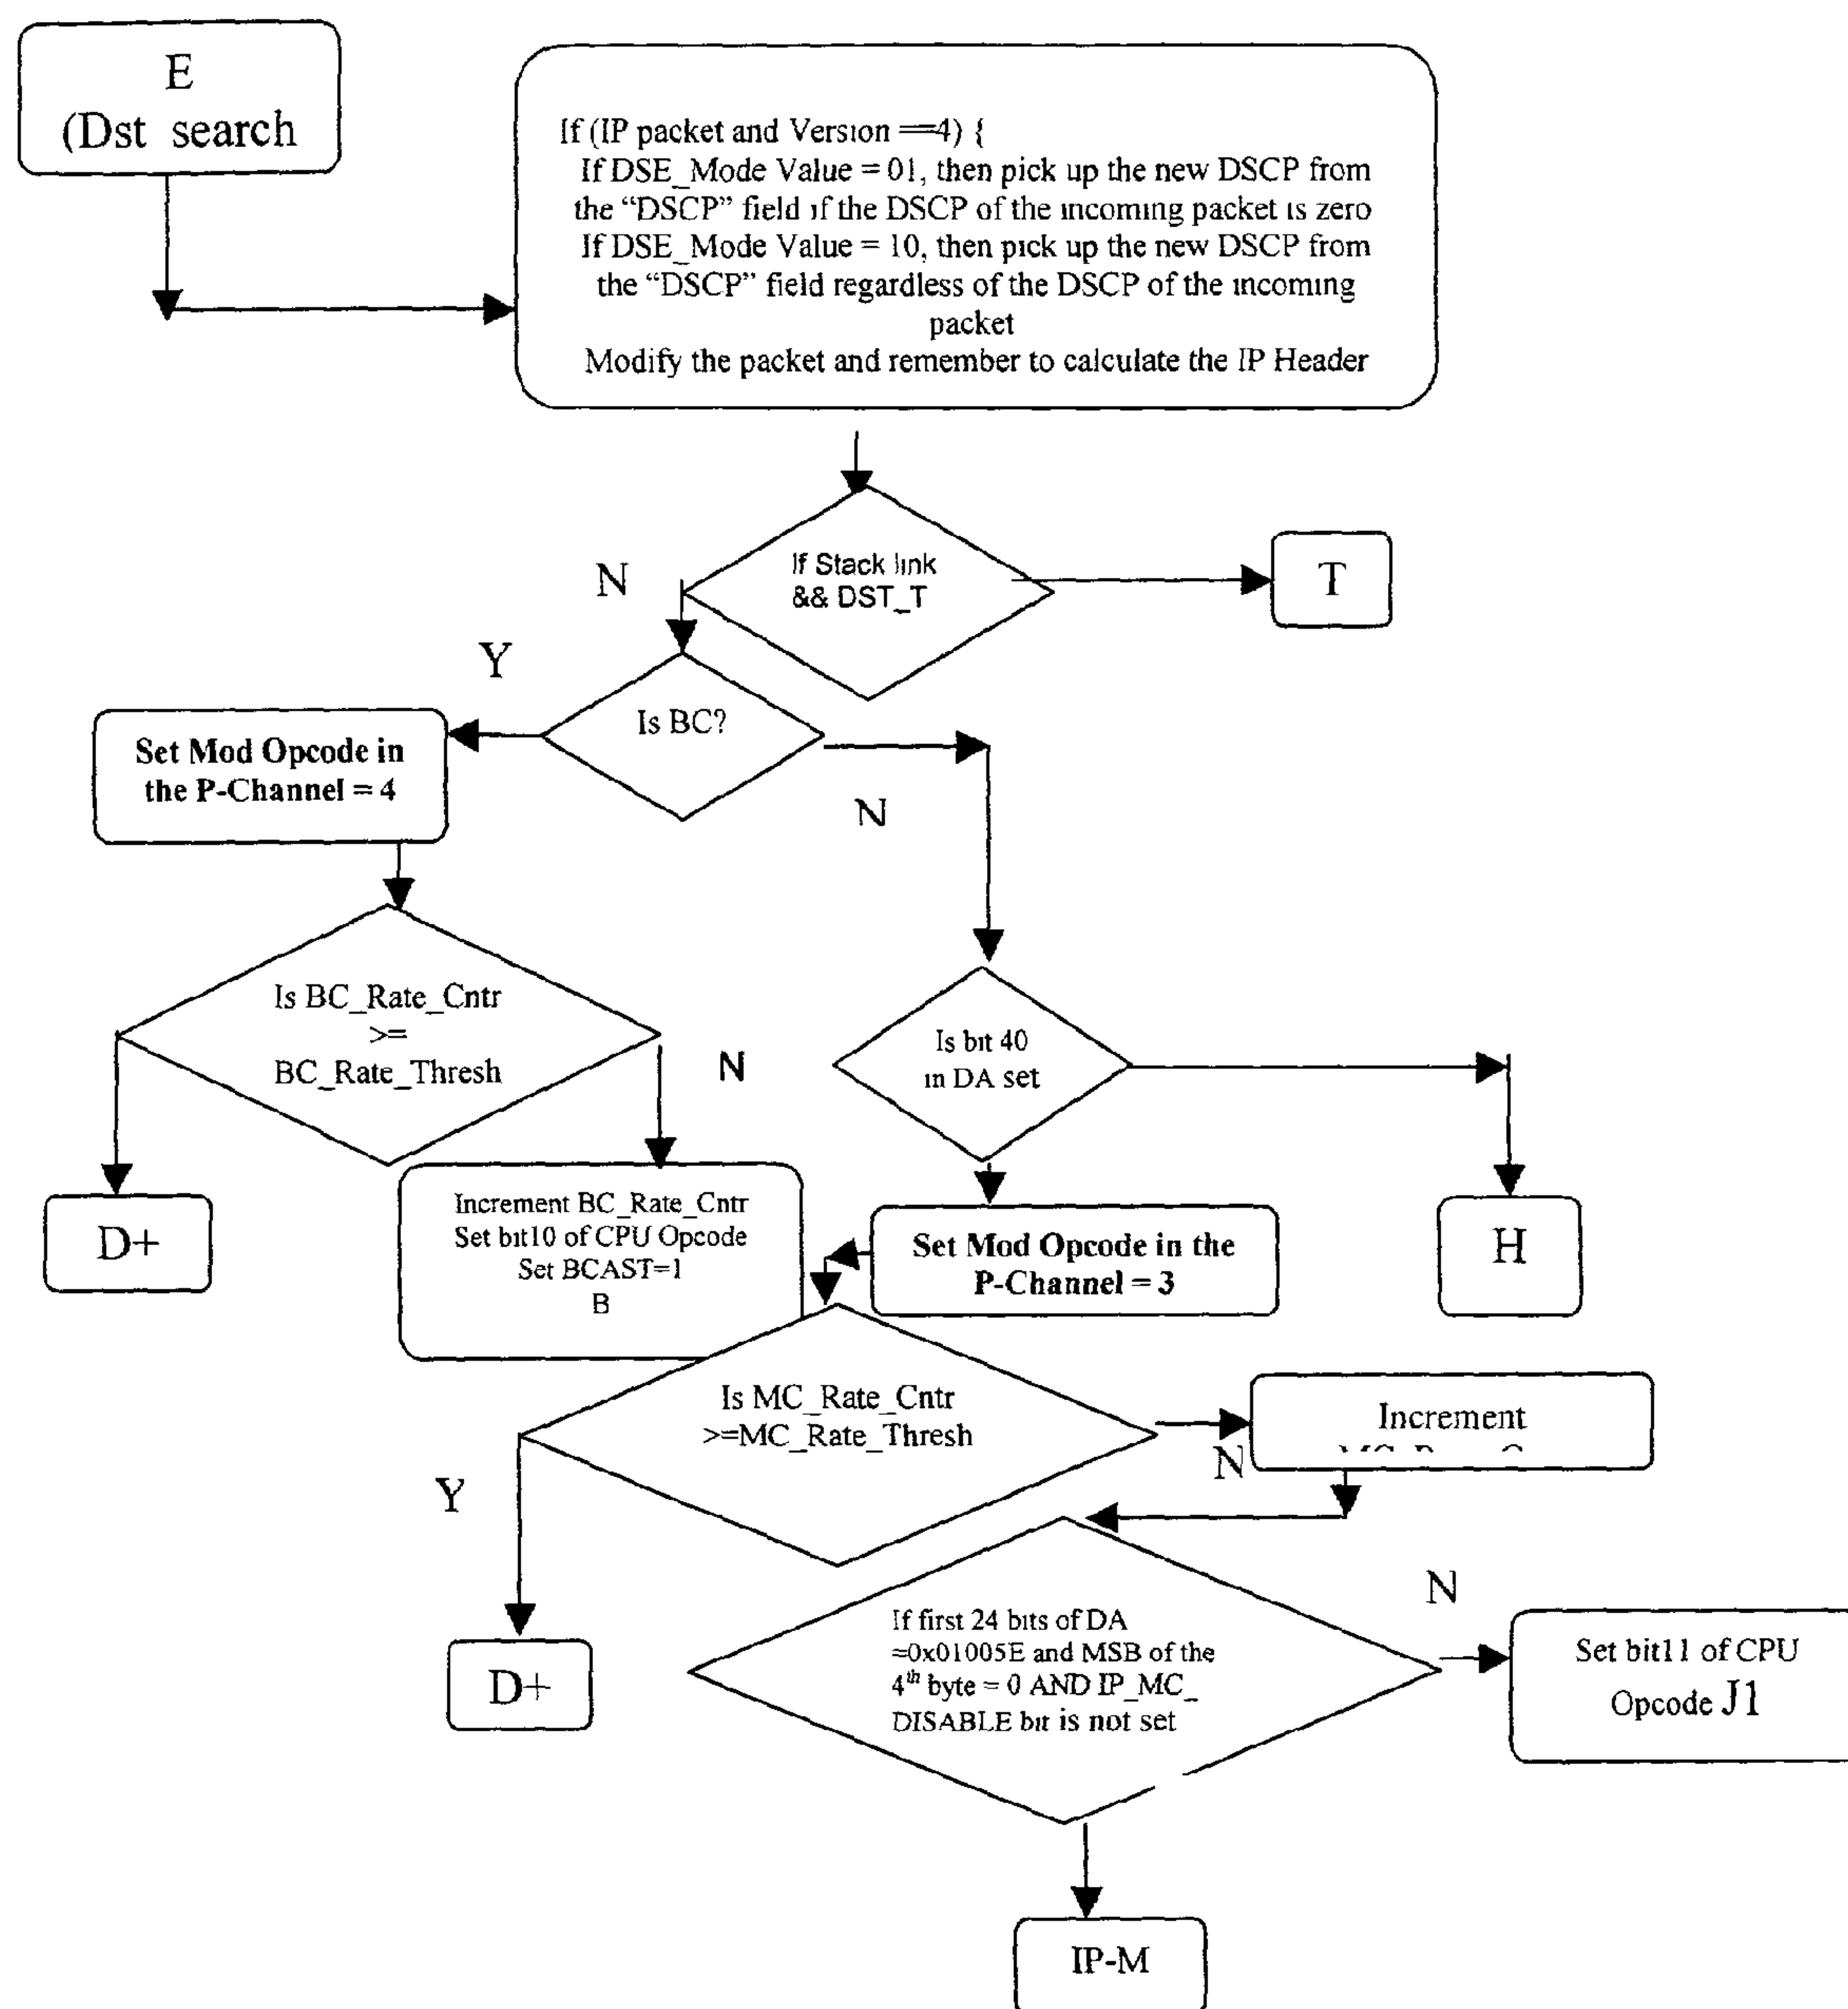 E
(Dst search
If (IP packet and Version ==4) {
If DSE_Mode Value = 01, then pick up the new DSCP from
the “DSCP” field if the DSCP of the incoming packet is zero
If DSE_Mode Value = 10, then pick up the new DSCP from
the “DSCP” field regardless of the DSCP of the incoming
packet
Modify the packet and remember to calculate the IP Header
If Stack link
&& DST_T
N
T
Y
Is BC?
Set Mod Opcode in
the P-Channel = 4
N
Is BC_Rate_Cntr
>=
BC_Rate_Thresh
N
Is bit 40
in DA set
D+
Increment BC_Rate_Cntr
Set bit10 of CPU Opcode
Set BCAST=1
B
Set Mod Opcode in the
P-Channel = 3
H
Is MC_Rate_Cntr
>=MC_Rate_Thresh
N
Increment
Y
D+
If first 24 bits of DA
=0x01005E and MSB of the
4th byte = 0 AND IP_MC_
DISABLE bit is not set
N
Set bit11 of CPU
Opcode J1
IP-M